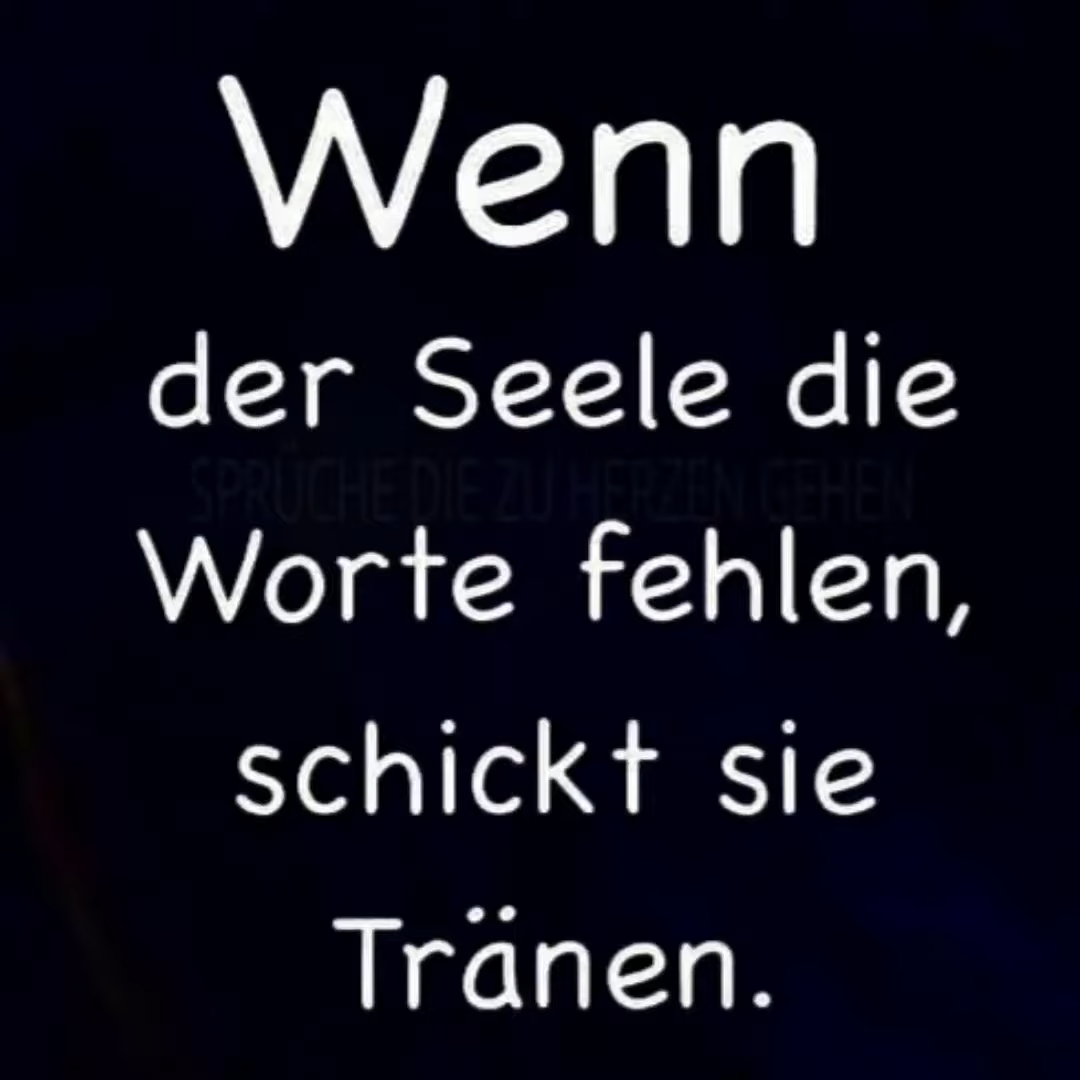 Wenn
der Seele die
SPRÜCHE DIE ZU HERZEN GEHEN
Worte fehlen,
schickt sie
Tränen.